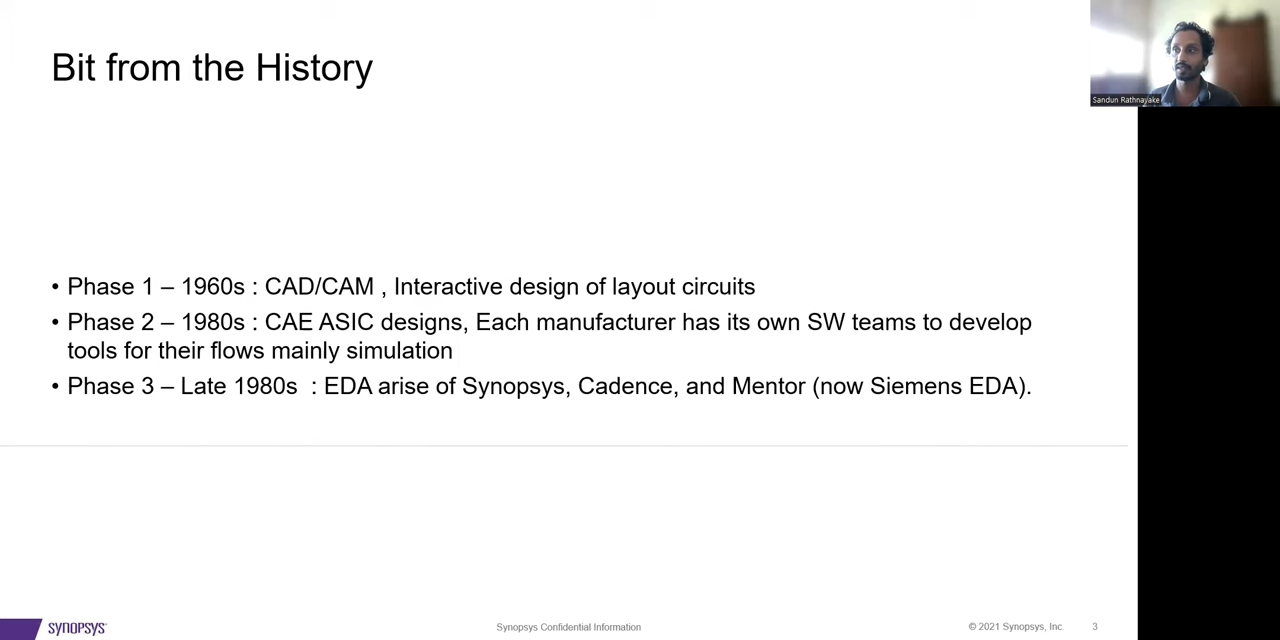 Bit from the History
Sandun Rathnayake
• Phase 1 – 1960s : CAD/CAM , Interactive design of layout circuits
• Phase 2 – 1980s : CAE ASIC designs, Each manufacturer has its own SW teams to develop
tools for their flows mainly simulation
• Phase 3 – Late 1980s  : EDA arise of Synopsys, Cadence, and Mentor (now Siemens EDA).
SYNOPSYS
Synopsys Confidential Information
© 2021 Synopsys, Inc.
3